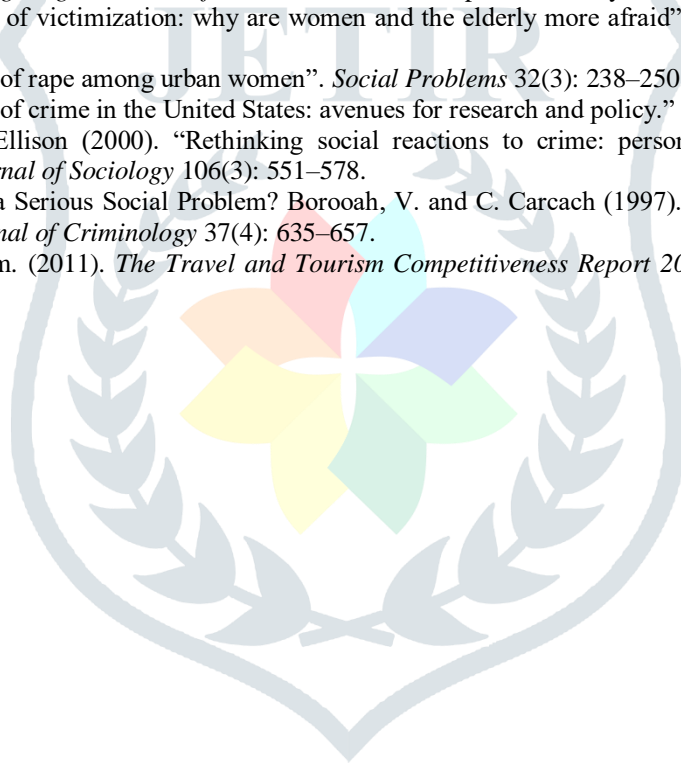 of victimization: why are women and the elderly more afraid”
of rape among urban women”. Social Problems 32(3): 238–250
of crime in the United States: avenues for research and policy.”
Ellison (2000). “Rethinking social reactions to crime: person
rnal of Sociology 106(3): 551–578.
a Serious Social Problem? Borooah, V. and C. Carcach (1997).
nal of Criminology 37(4): 635–657.
m. (2011). The Travel and Tourism Competitiveness Report 20
JETIR